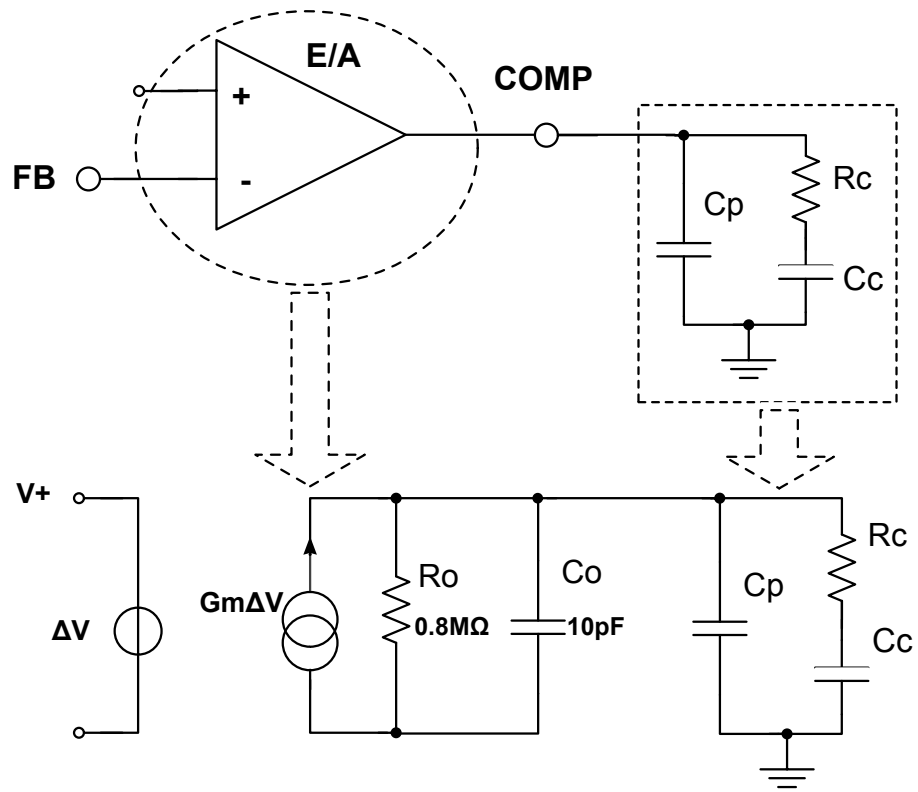 E/A
COMP
+
FB
-
Cp
Rc
Cc
V+
ΔV
GmΔV
Ro
0.8MΩ
Co
10pF
Cp
Rc
Cc